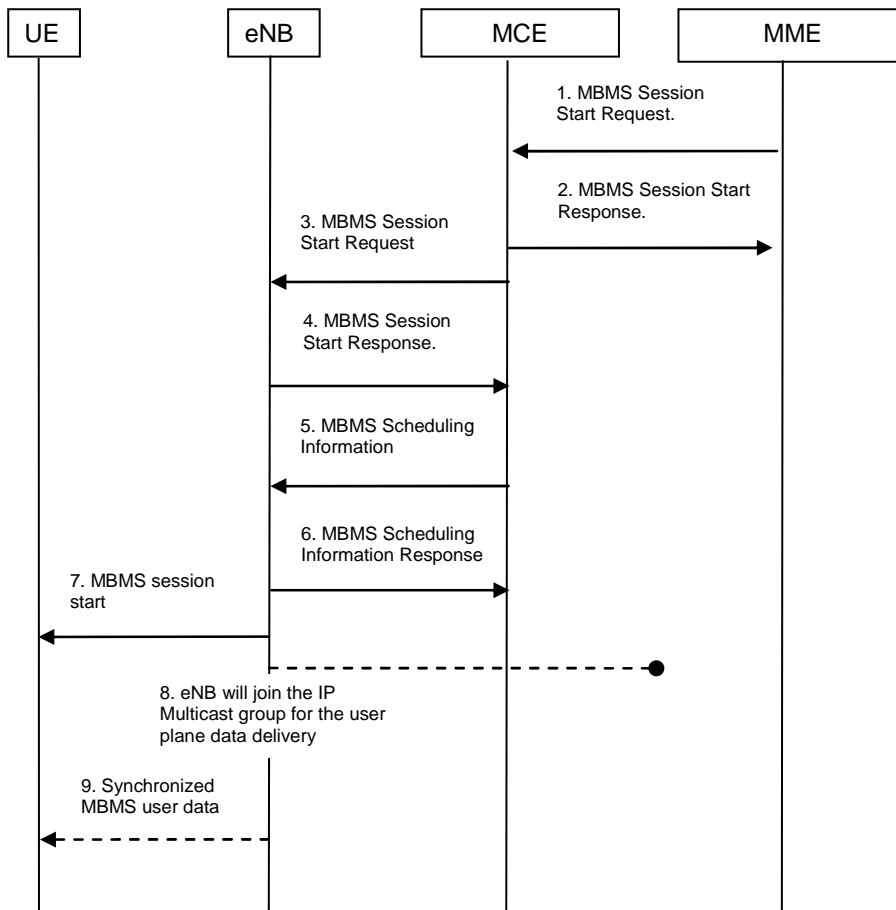 UE
eNB
MCE
MME
1. MBMS Session
Start Request.
2. MBMS Session Start
Response.
3. MBMS Session
Start Request
4. MBMS Session
Start Response.
5. MBMS Scheduling
Information
6. MBMS Scheduling
Information Response
7. MBMS session
start
8. eNB will join the IP
Multicast group for the user
plane data delivery
9. Synchronized
MBMS user data